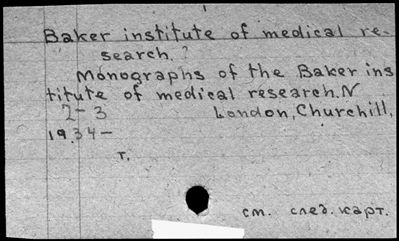 Baker institute of medical re-
search.?
Monographs of the Baker ins
titute of medical research. N
2-3 London, Churchill,
1934-
т.
см. след. карт.